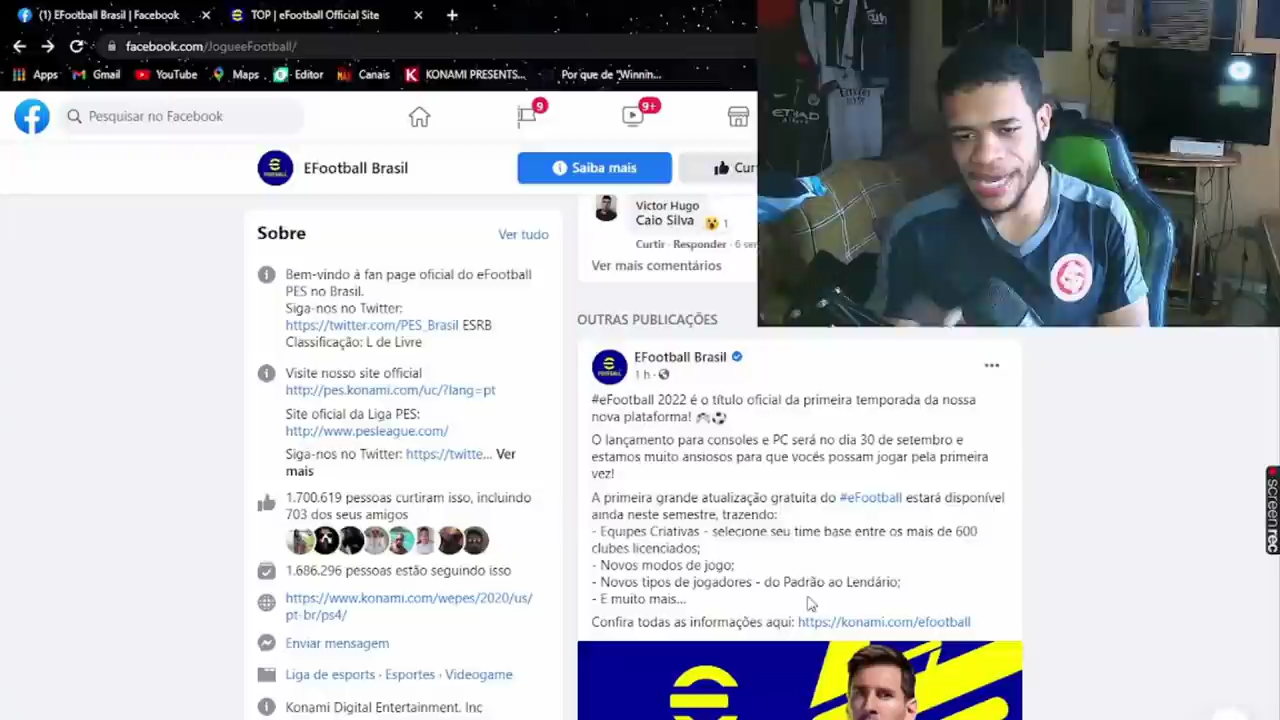 (1) EFootball Brasil | Facebook
TOP | eFootball Official Site
facebook.com/JogueeFootball/
Apps
Gmail
YouTube
Maps
Editor
Canais
KONAMI PRESENTS...
Por que de "Winnin...
Pesquisar no Facebook
9
9+
EFootball Brasil
Saiba mais
Cur
Sobre
Ver tudo
Bem-vindo à fan page oficial do eFootball
PES no Brasil.
Siga-nos no Twitter:
https://twitter.com/PES_Brasil ESRB
Classificação: L de Livre
Visite nosso site oficial
http://pes.konami.com/uc/?lang=pt
Site oficial da Liga PES:
http://www.pesleague.com/
Siga-nos no Twitter: https://twitte... Ver
mais
1.700.619 pessoas curtiram isso, incluindo
703 dos seus amigos
1.686.296 pessoas estão seguindo isso
https://www.konami.com/wepes/2020/us/
pt-br/ps4/
Enviar mensagem
Liga de esports · Esportes · Videogame
Konami Digital Entertainment. Inc
Victor Hugo
Caio Silva
1
Curtir · Responder · 6 ser
Ver mais comentários
OUTRAS PUBLICAÇÕES
EFootball Brasil
1 h ·
#eFootball 2022 é o título oficial da primeira temporada da nossa
nova plataforma!
O lançamento para consoles e PC será no dia 30 de setembro e
estamos muito ansiosos para que vocês possam jogar pela primeira
vez!
A primeira grande atualização gratuita do #eFootball estará disponível
ainda neste semestre, trazendo:
- Equipes Criativas - selecione seu time base entre os mais de 600
clubes licenciados;
- Novos modos de jogo;
- Novos tipos de jogadores - do Padrão ao Lendário;
- E muito mais...
Confira todas as informações aqui: https://konami.com/efootball
ETIHAD
screenrec